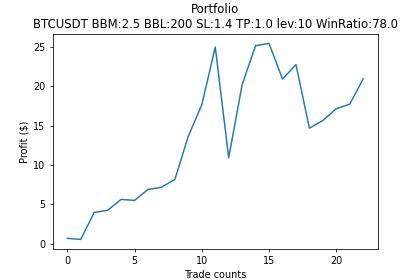 Portfolio
BTCUSDT BBM:2.5 BBL:200 SL:1.4 TP:1.0 lev:10 WinRatio:78.0
25
20
15
10
5
0
Profit ($)
0 5 10 15 20
Trade counts